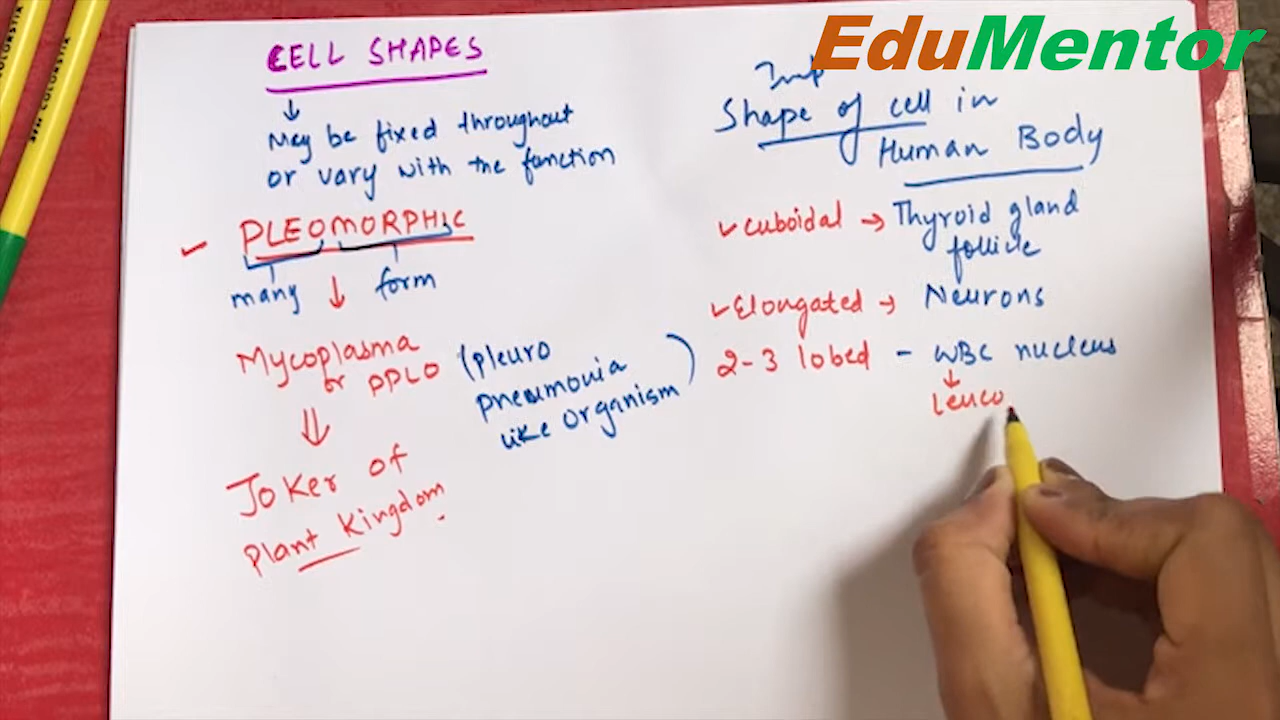 EduMentor
CELL SHAPES
May be fixed throughout
or vary with the function
PLEOMORPHIC
many form
Mycoplasma
or PPLO (pleuro
pneumonia
like organism)
Joker of
Plant Kingdom
Imp
Shape of cell in
Human Body
cuboidal → Thyroid gland
follicle
Elongated → Neurons
2-3 lobed - WBC nucleus
leuco